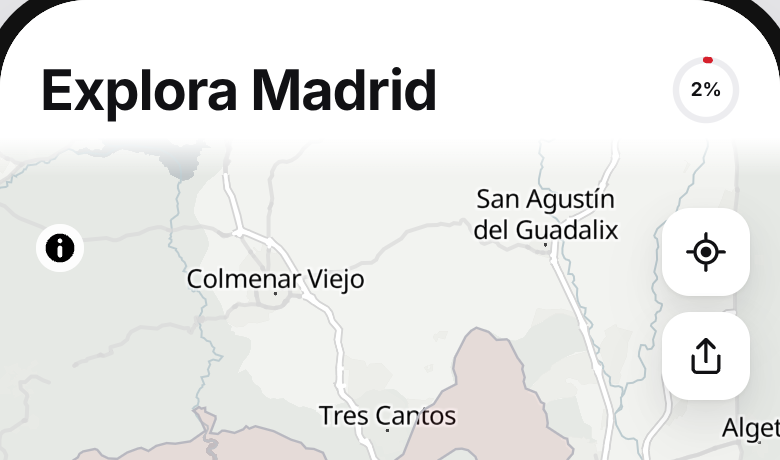 Explora Madrid
2%
San Agustín
del Guadalix
Colmenar Viejo
Tres Cantos